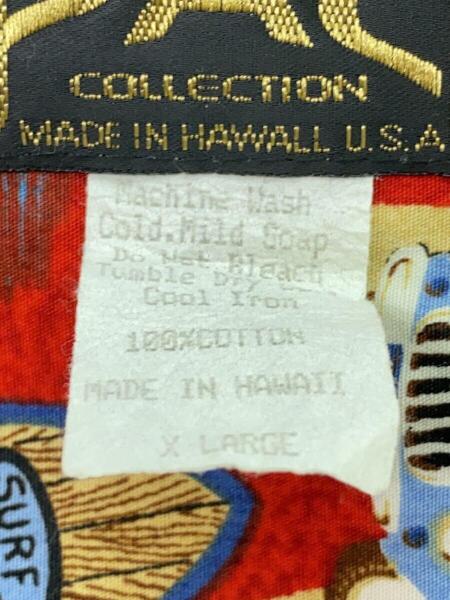 COLLECTION
MADE IN HAWALL U.S.A
Machine Wash
Cold.Mild Soap
Do Not Bleach
Tumble Dry
Cool Iron
100%COTTON
MADE IN HAWAII
X LARGE
SURF